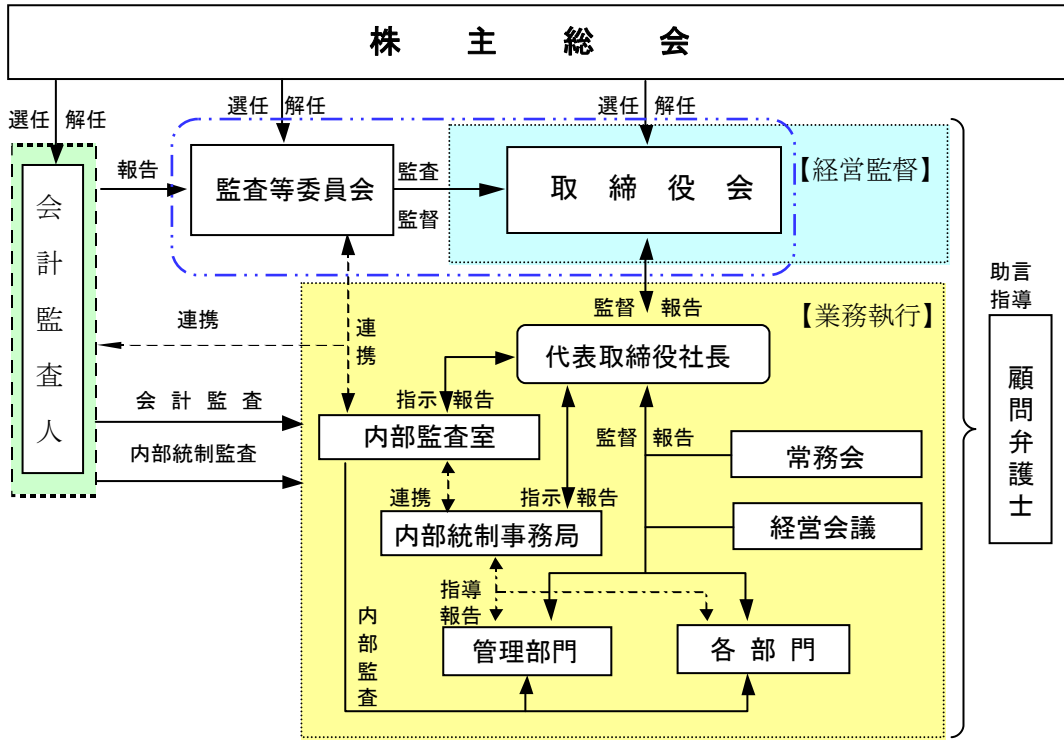 株主総会
選任 解任
選任 解任
選任 解任
会計監査人
報告
監査等委員会
監査
監督
取締役会
【経営監督】
助言
指導
顧問弁護士
連携
連携
監督 報告
【業務執行】
代表取締役社長
会計監査
内部統制監査
指示 報告
内部監査室
監督 報告
常務会
連携
指示 報告
内部統制事務局
経営会議
指導
報告
内部監査
管理部門
各部門